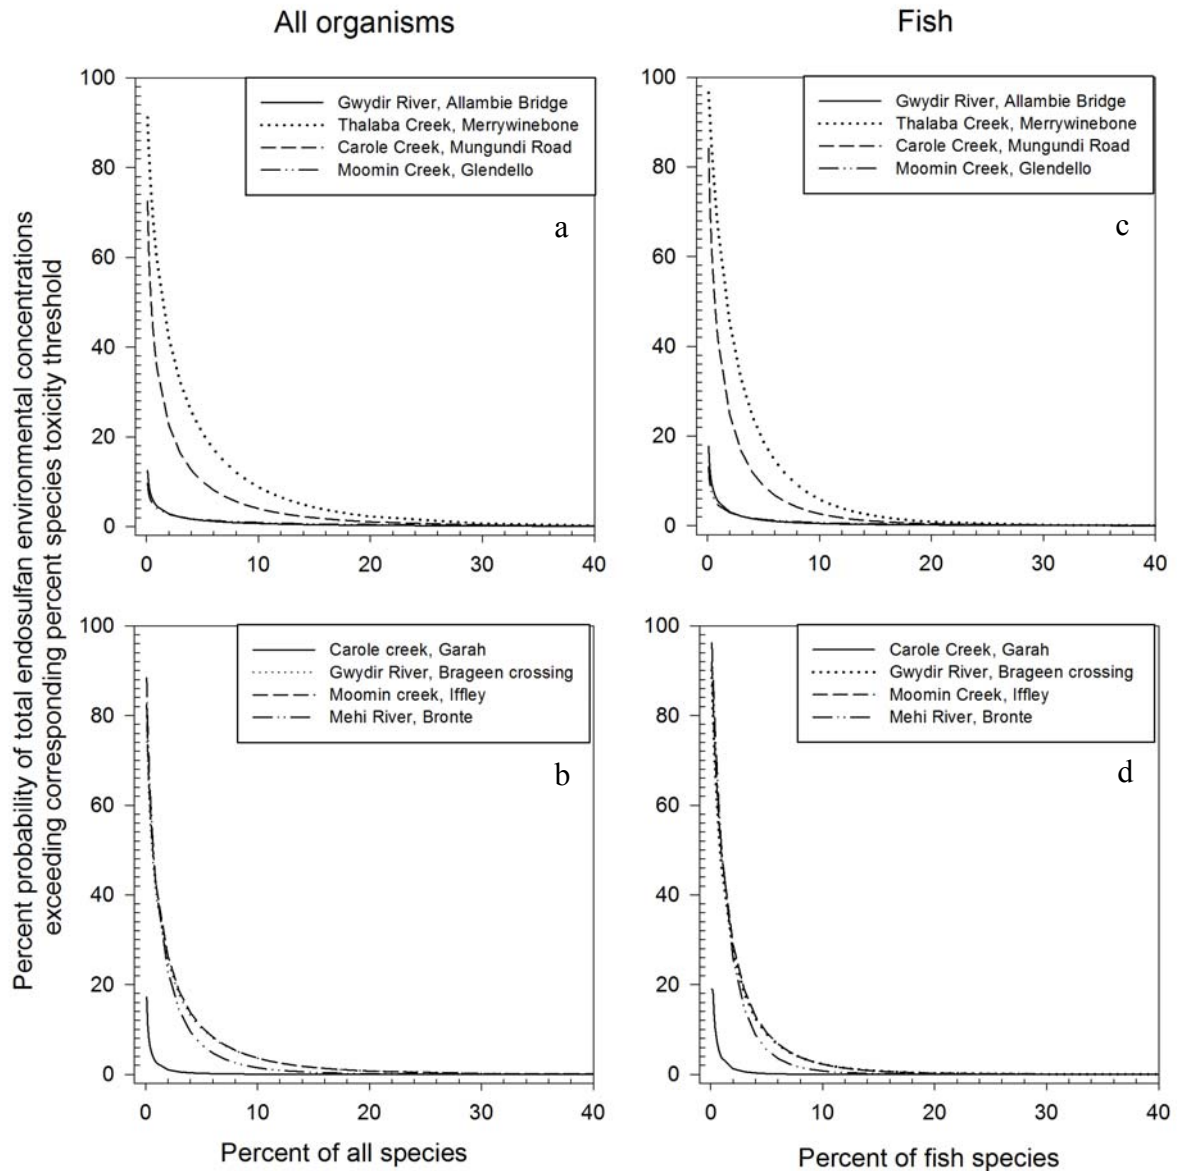 All organisms
Fish
Percent probability of total endosulfan environmental concentrations
exceeding corresponding percent species toxicity threshold
100
80
60
40
20
0
Gwydir River, Allambie Bridge
Thalaba Creek, Merrywinebone
Carole Creek, Mungundi Road
Moomin Creek, Glendello
a
0 10 20 30 40
100
80
60
40
20
0
Gwydir River, Allambie Bridge
Thalaba Creek, Merrywinebone
Carole Creek, Mungundi Road
Moomin Creek, Glendello
c
0 10 20 30 40
100
80
60
40
20
0
Carole creek, Garah
Gwydir River, Brageen crossing
Moomin creek, Iffley
Mehi River, Bronte
b
0 10 20 30 40
Percent of all species
100
80
60
40
20
0
Carole Creek, Garah
Gwydir River, Brageen crossing
Moomin Creek, Iffley
Mehi River, Bronte
d
0 10 20 30 40
Percent of fish species